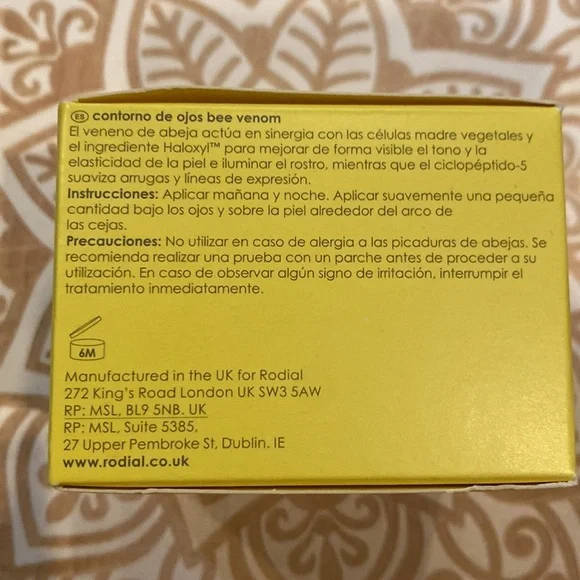 ES contorno de ojos bee venom
El veneno de abeja actúa en sinergia con las células madre vegetales y
el ingrediente Haloxyl™ para mejorar de forma visible el tono y la
elasticidad de la piel e iluminar el rostro, mientras que el ciclopéptido-5
suaviza arrugas y líneas de expresión.
Instrucciones: Aplicar mañana y noche. Aplicar suavemente una pequeña
cantidad bajo los ojos y sobre la piel alrededor del arco de
las cejas.
Precauciones: No utilizar en caso de alergia a las picaduras de abejas. Se
recomienda realizar una prueba con un parche antes de proceder a su
utilización. En caso de observar algún signo de irritación, interrumpir el
tratamiento inmediatamente.
6M
Manufactured in the UK for Rodial
272 King's Road London UK SW3 5AW
RP: MSL, BL9 5NB. UK
RP: MSL, Suite 5385,
27 Upper Pembroke St, Dublin. IE
www.rodial.co.uk